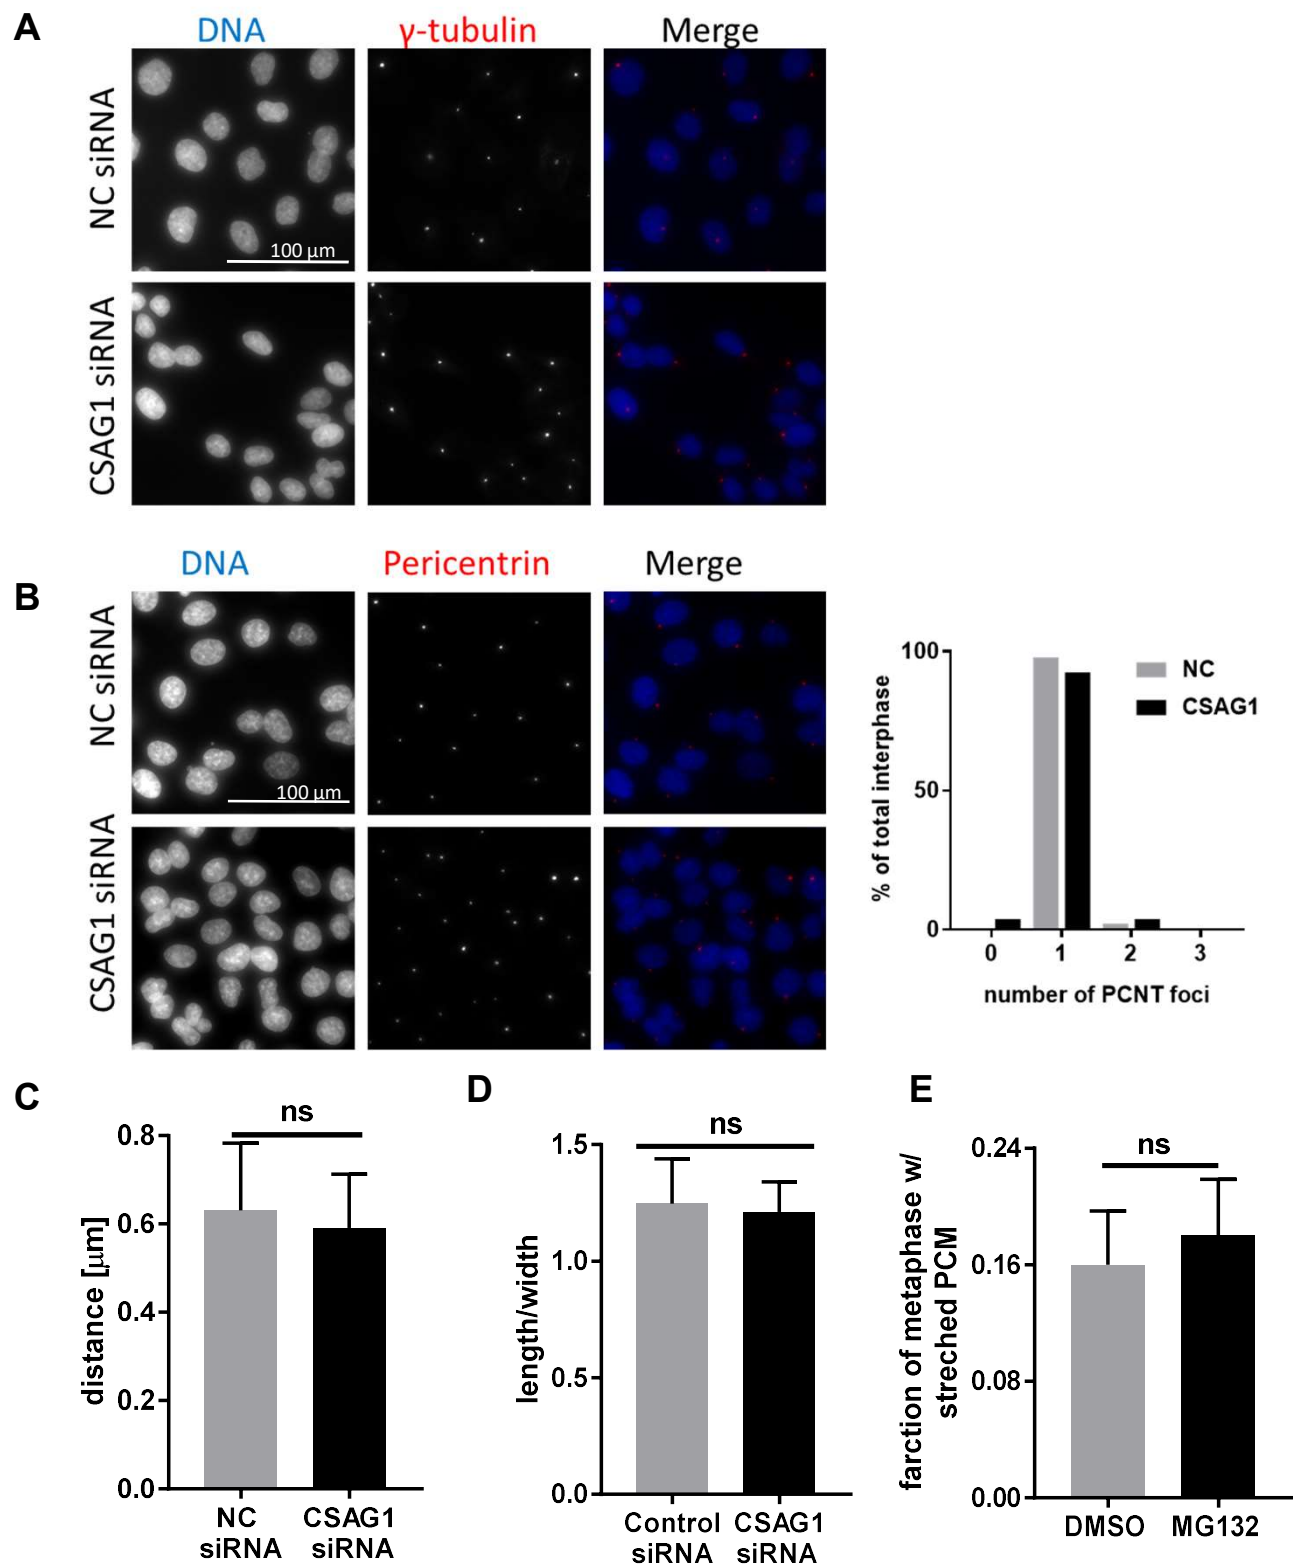 A
DNA
γ-tubulin
Merge
NC siRNA
100 µm
CSAG1 siRNA
B
DNA
Pericentrin
Merge
NC siRNA
100 µm
CSAG1 siRNA
% of total interphase
100
50
0
NC
CSAG1
0 1 2 3
number of PCNT foci
C
ns
distance [µm]
0.8
0.6
0.4
0.2
0.0
NC
siRNA
CSAG1
siRNA
D
ns
length/width
1.5
1.0
0.5
0.0
Control
siRNA
CSAG1
siRNA
E
ns
farction of metaphase w/
streched PCM
0.24
0.16
0.08
0.00
DMSO
MG132